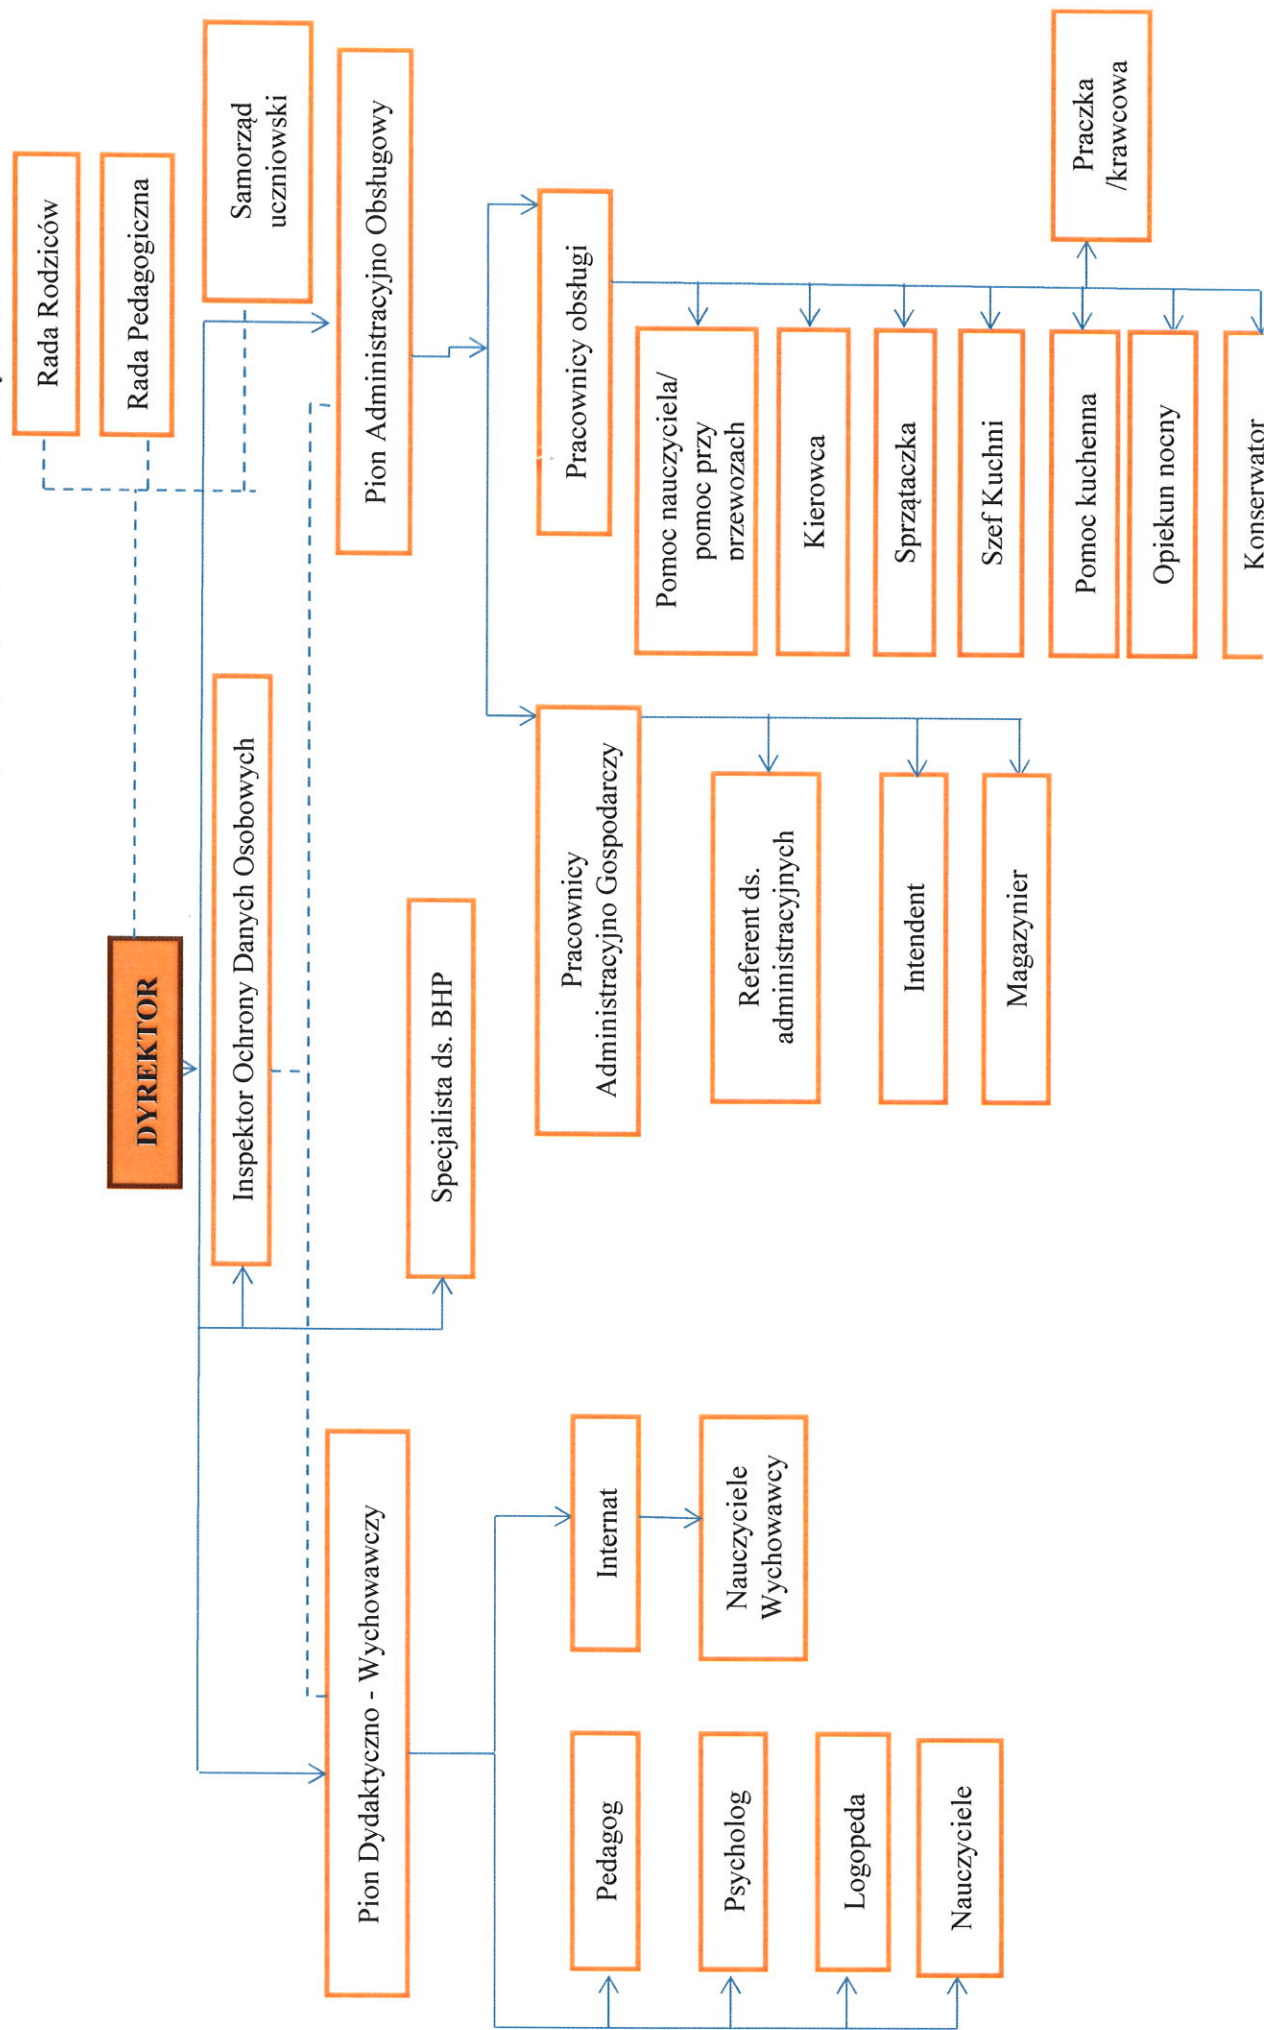 Rada Rodziców
Rada Pedagogiczna
Samorząd
uczniowski
DYREKTOR
Inspektor Ochrony Danych Osobowych
Specjalista ds. BHP
Pion Dydaktyczno - Wychowawczy
Pion Administracyjno Obsługowy
Pedagog
Psycholog
Logopeda
Nauczyciele
Internat
Nauczyciele
Wychowawcy
Pracownicy
Administracyjno Gospodarczy
Referent ds.
administracyjnych
Intendent
Magazynier
Pracownicy obsługi
Pomoc nauczyciela/
pomoc przy
przewozach
Kierowca
Sprzątaczka
Szef Kuchni
Pomoc kuchenna
Opiekun nocny
Konserwator
Praczka
/krawcowa